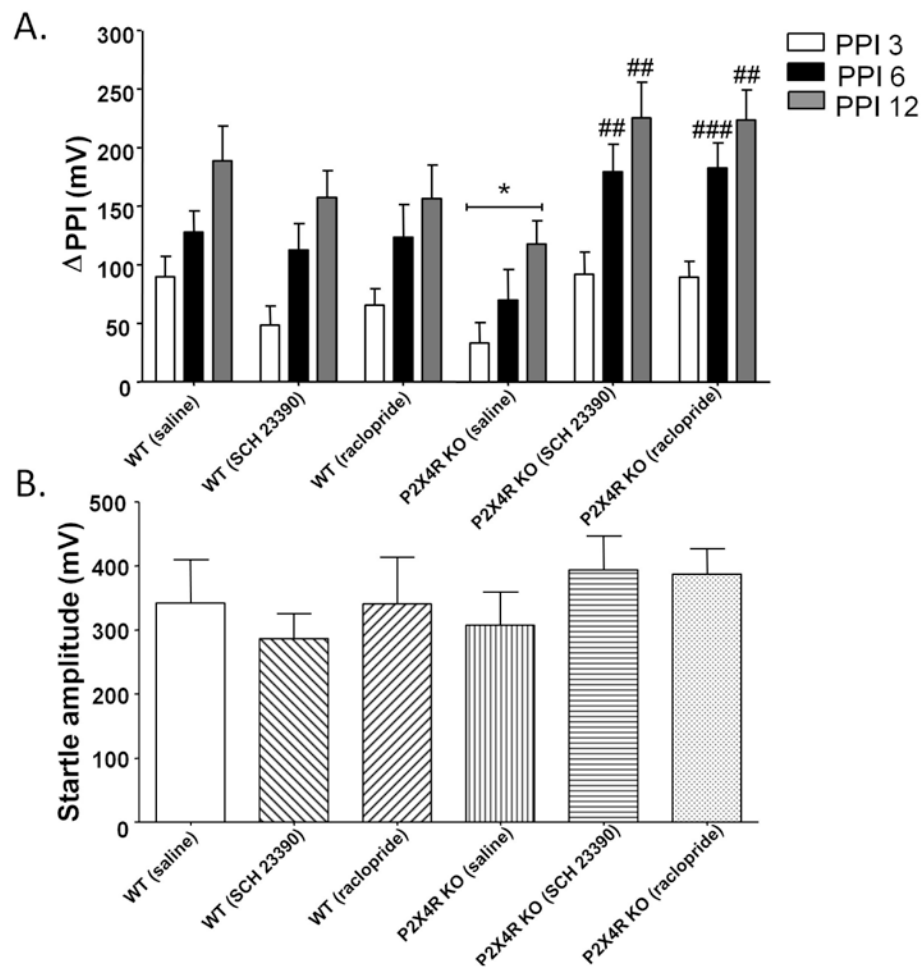 A.
300
250
200
150
100
50
0
ΔPPI (mV)
PPI 3
PPI 6
PPI 12
*
##
##
###
##
WT (saline)
WT (SCH 23390)
WT (raclopride)
P2X4R KO (saline)
P2X4R KO (SCH 23390)
P2X4R KO (raclopride)
B.
500
400
300
200
100
0
Startle amplitude (mV)
WT (saline)
WT (SCH 23390)
WT (raclopride)
P2X4R KO (saline)
P2X4R KO (SCH 23390)
P2X4R KO (raclopride)